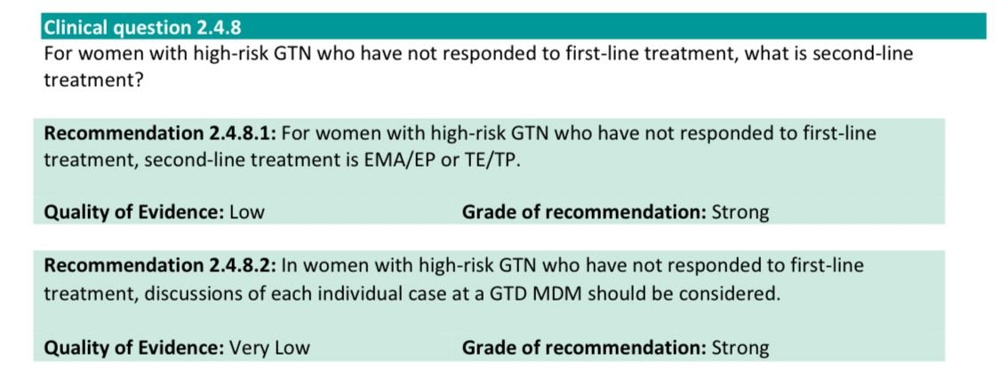 Clinical question 2.4.8
For women with high-risk GTN who have not responded to first-line treatment, what is second-line
treatment?
Recommendation 2.4.8.1: For women with high-risk GTN who have not responded to first-line
treatment, second-line treatment is EMA/EP or TE/TP.
Quality of Evidence: Low Grade of recommendation: Strong
Recommendation 2.4.8.2: In women with high-risk GTN who have not responded to first-line
treatment, discussions of each individual case at a GTD MDM should be considered.
Quality of Evidence: Very Low Grade of recommendation: Strong